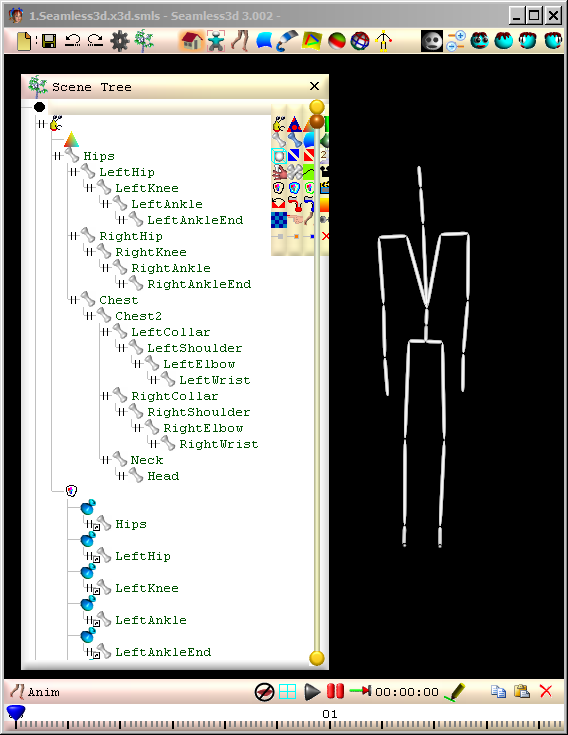 1.Seamless3d.x3d.smls - Seamless3d 3.002 -
Scene Tree
Hips
LeftHip
LeftKnee
LeftAnkle
LeftAnkleEnd
RightHip
RightKnee
RightAnkle
RightAnkleEnd
Chest
Chest2
LeftCollar
LeftShoulder
LeftElbow
LeftWrist
RightCollar
RightShoulder
RightElbow
RightWrist
Neck
Head
Hips
LeftHip
LeftKnee
LeftAnkle
LeftAnkleEnd
Anim
00:00:00
01